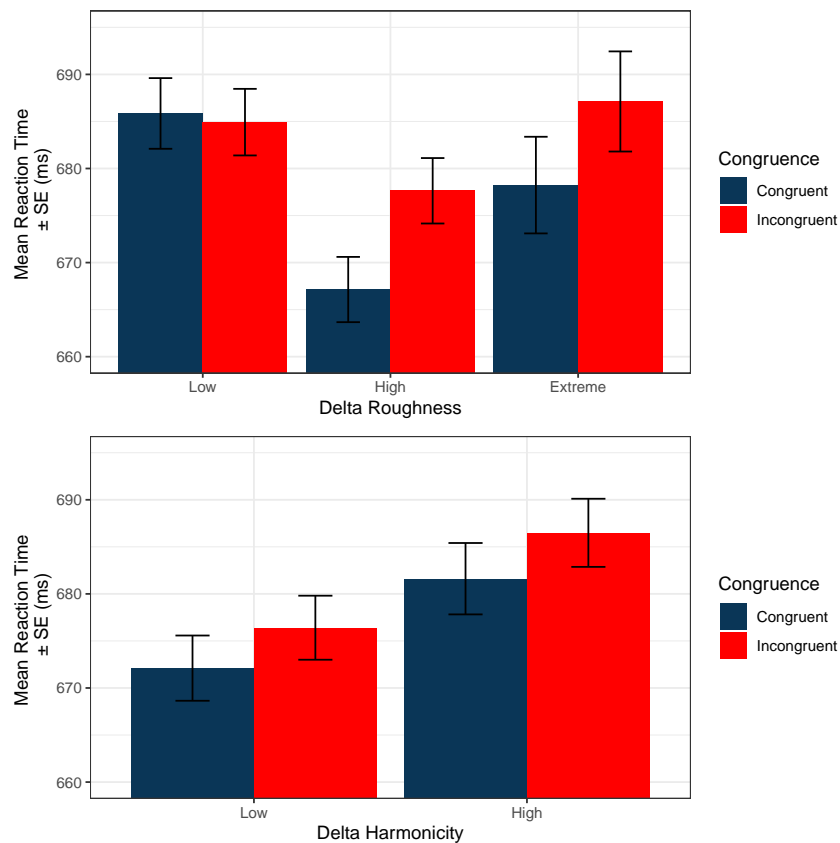 690
680
670
660
Mean Reaction Time
± SE (ms)
Low
High
Extreme
Delta Roughness
Congruence
Congruent
Incongruent
690
680
670
660
Mean Reaction Time
± SE (ms)
Low
High
Delta Harmonicity
Congruence
Congruent
Incongruent